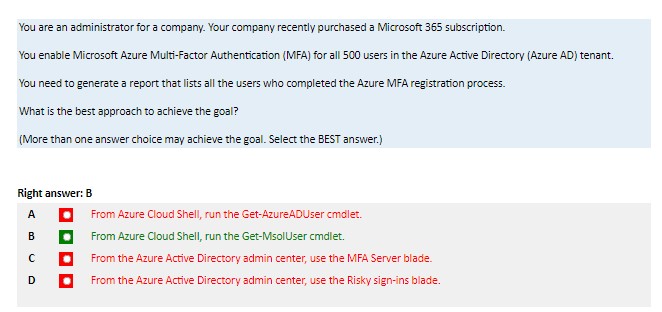 You are an administrator for a company. Your company recently purchased a Microsoft 365 subscription.
You enable Microsoft Azure Multi-Factor Authentication (MFA) for all 500 users in the Azure Active Directory (Azure AD) tenant.
You need to generate a report that lists all the users who completed the Azure MFA registration process.
What is the best approach to achieve the goal?
(More than one answer choice may achieve the goal. Select the BEST answer.)
Right answer: B
A From Azure Cloud Shell, run the Get-AzureADUser cmdlet.
B From Azure Cloud Shell, run the Get-MsolUser cmdlet.
C From the Azure Active Directory admin center, use the MFA Server blade.
D From the Azure Active Directory admin center, use the Risky sign-ins blade.